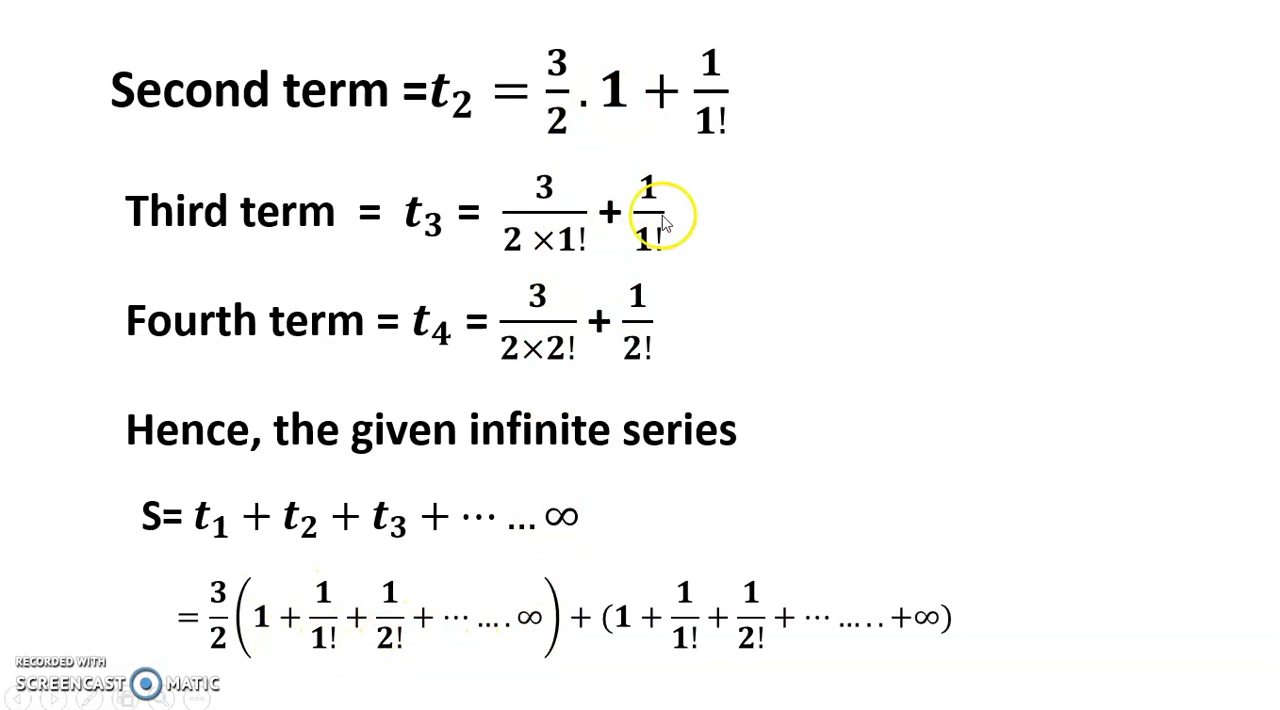 Second term =t₂ = 3/2 . 1 + 1/1!
Third term = t₃ = 3/(2 ×1!) + 1/1!
Fourth term = t₄ = 3/(2×2!) + 1/2!
Hence, the given infinite series
S= t₁ + t₂ + t₃ + ⋯ … ∞
= 3/2 (1 + 1/1! + 1/2! + ⋯ … . ∞) + (1 + 1/1! + 1/2! + ⋯ … . . +∞)
RECORDED WITH
SCREENCAST MATIC